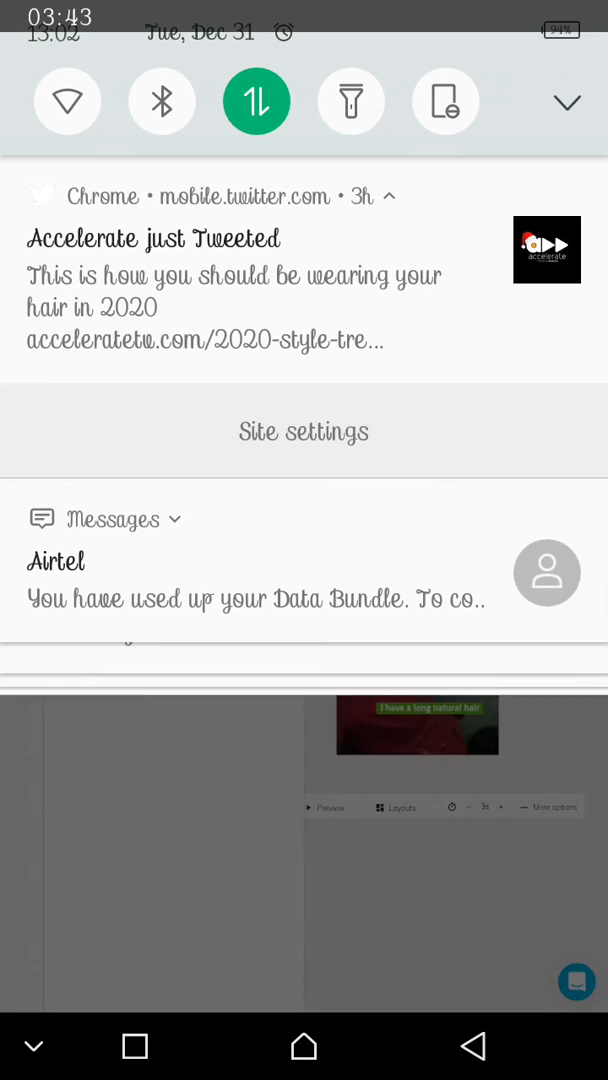 03:43
13:02 Tue, Dec 31 94%
Chrome • mobile.twitter.com • 3h
Accelerate just Tweeted
This is how you should be wearing your
hair in 2020
acceleratetv.com/2020-style-tre...
accelerate
Site settings
Messages
Airtel
You have used up your Data Bundle. To co..
I have a long natural hair
Preview Layouts - 3s + ... More options